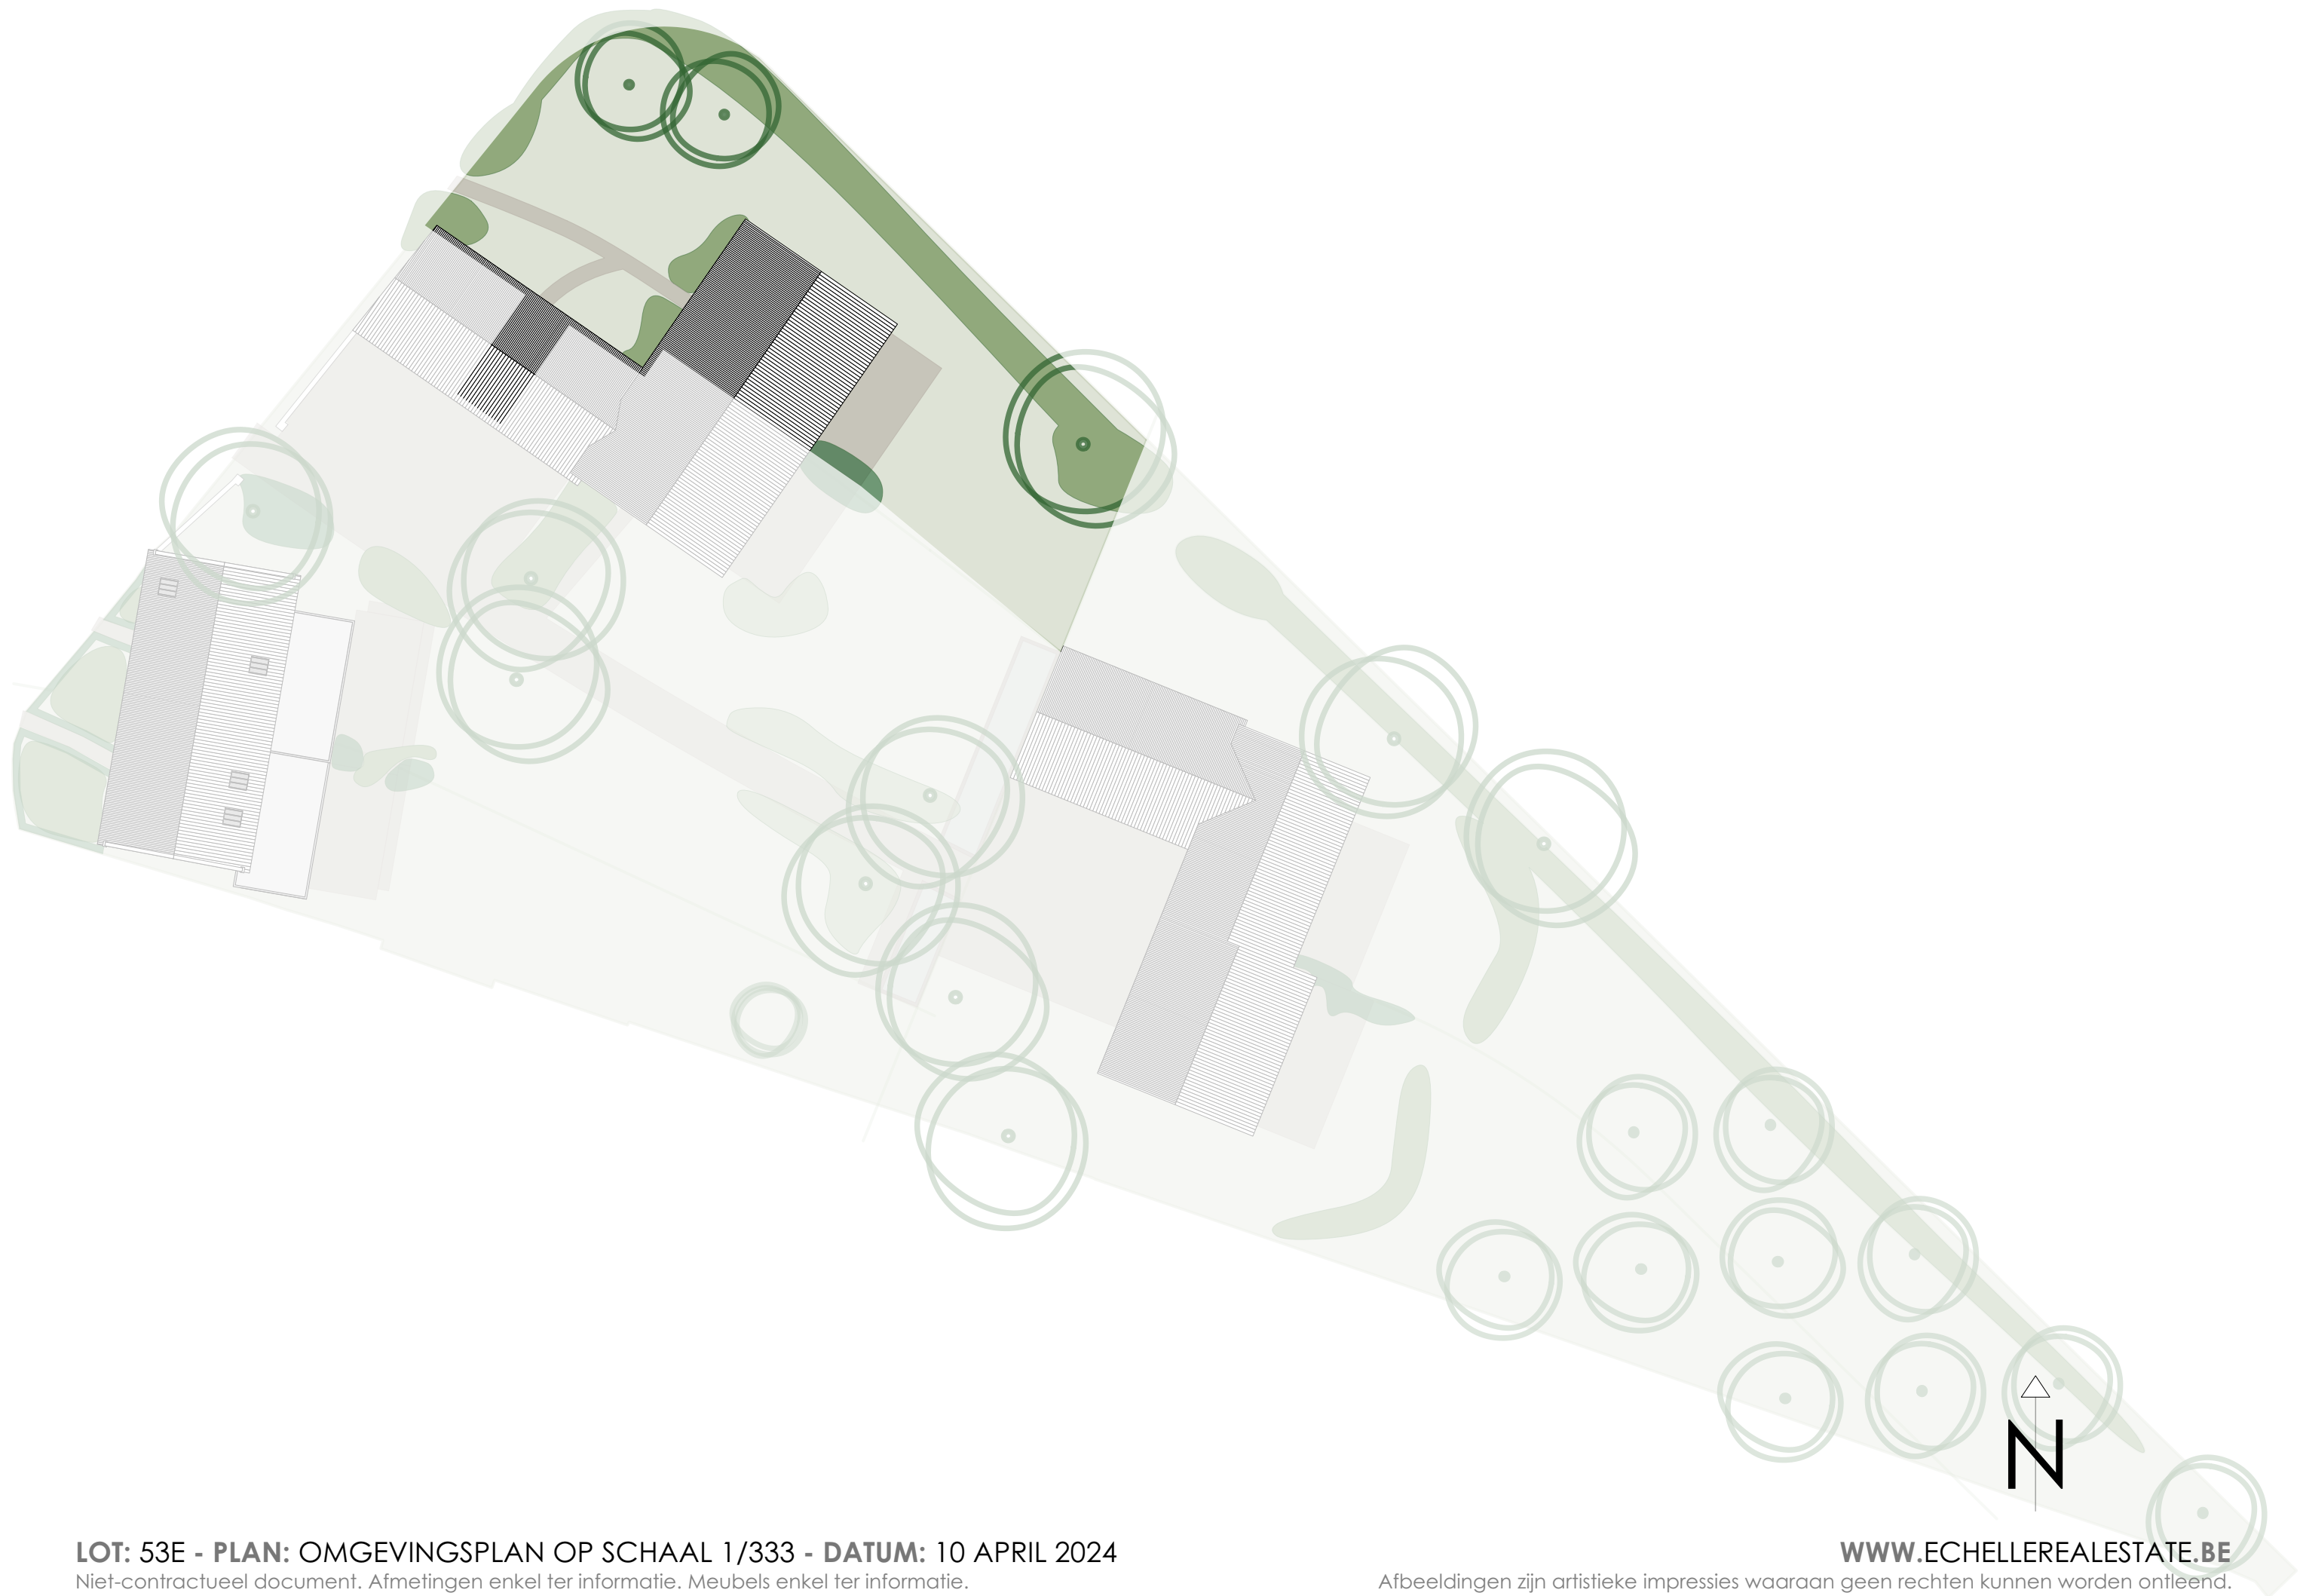 N
LOT: 53E - PLAN: OMGEVINGSPLAN OP SCHAAL 1/333 - DATUM: 10 APRIL 2024
Niet-contractueel document. Afmetingen enkel ter informatie. Meubels enkel ter informatie.
WWW.ECHELLEREALESTATE.BE
Afbeeldingen zijn artistieke impressies waaraan geen rechten kunnen worden ontleend.